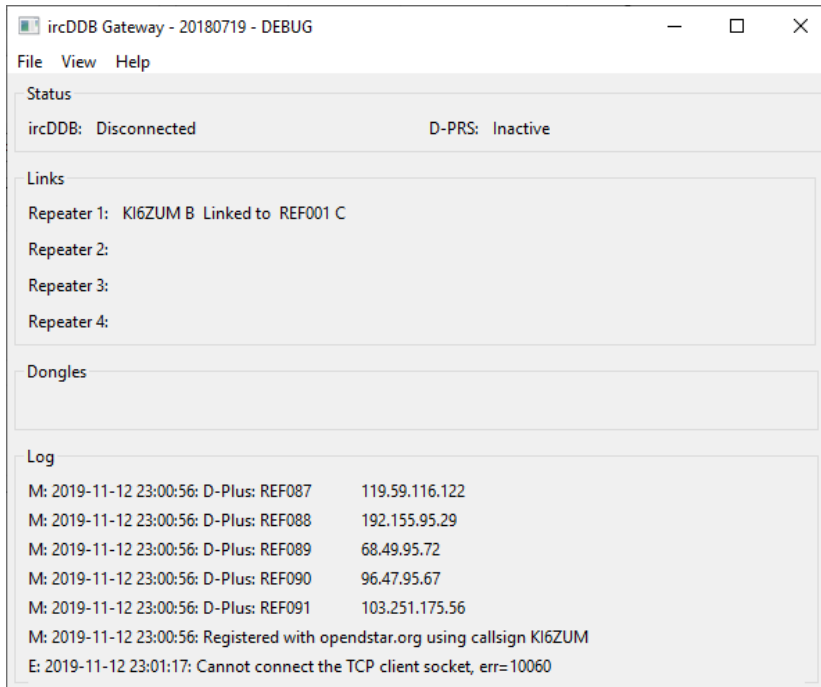 ircDDB Gateway - 20180719 - DEBUG
File View Help
Status
ircDDB: Disconnected D-PRS: Inactive
Links
Repeater 1: KI6ZUM B Linked to REF001 C
Repeater 2:
Repeater 3:
Repeater 4:
Dongles
Log
M: 2019-11-12 23:00:56: D-Plus: REF087 119.59.116.122
M: 2019-11-12 23:00:56: D-Plus: REF088 192.155.95.29
M: 2019-11-12 23:00:56: D-Plus: REF089 68.49.95.72
M: 2019-11-12 23:00:56: D-Plus: REF090 96.47.95.67
M: 2019-11-12 23:00:56: D-Plus: REF091 103.251.175.56
M: 2019-11-12 23:00:56: Registered with opendstar.org using callsign KI6ZUM
E: 2019-11-12 23:01:17: Cannot connect the TCP client socket, err=10060